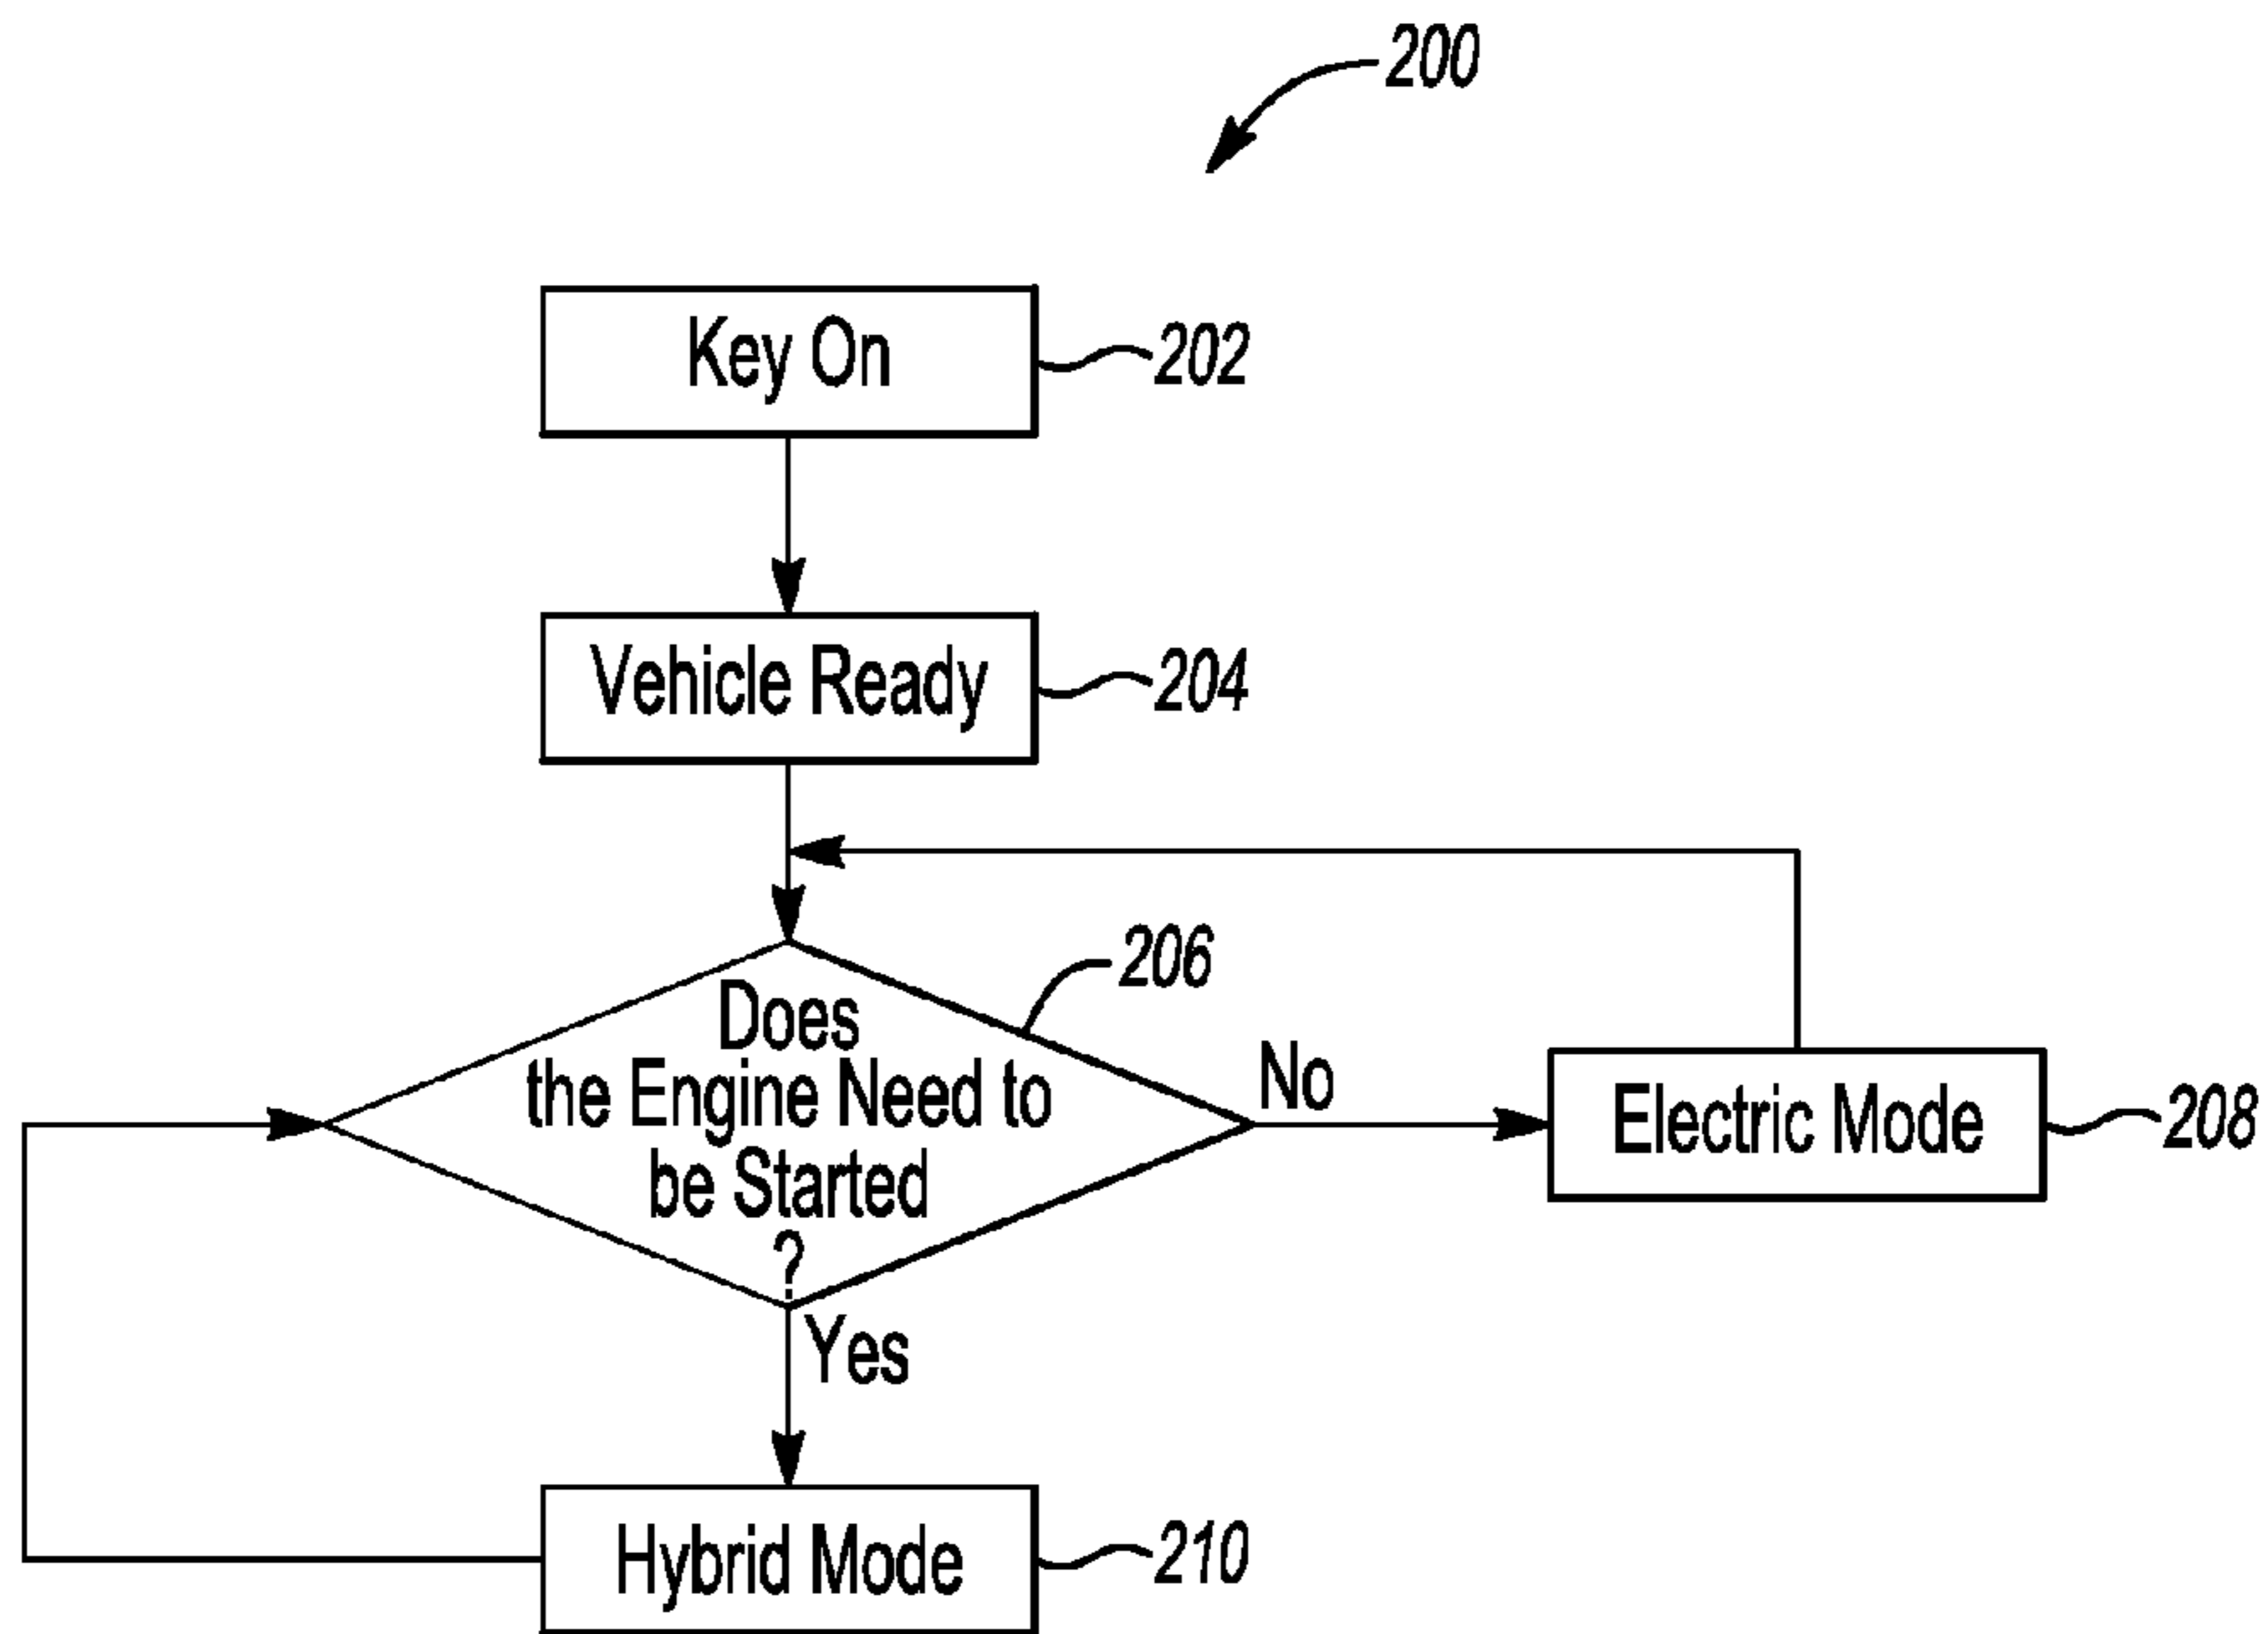 200
Key On
202
Vehicle Ready
204
206
Does
the Engine Need to
be Started
?
No
Electric Mode
208
Yes
Hybrid Mode
210